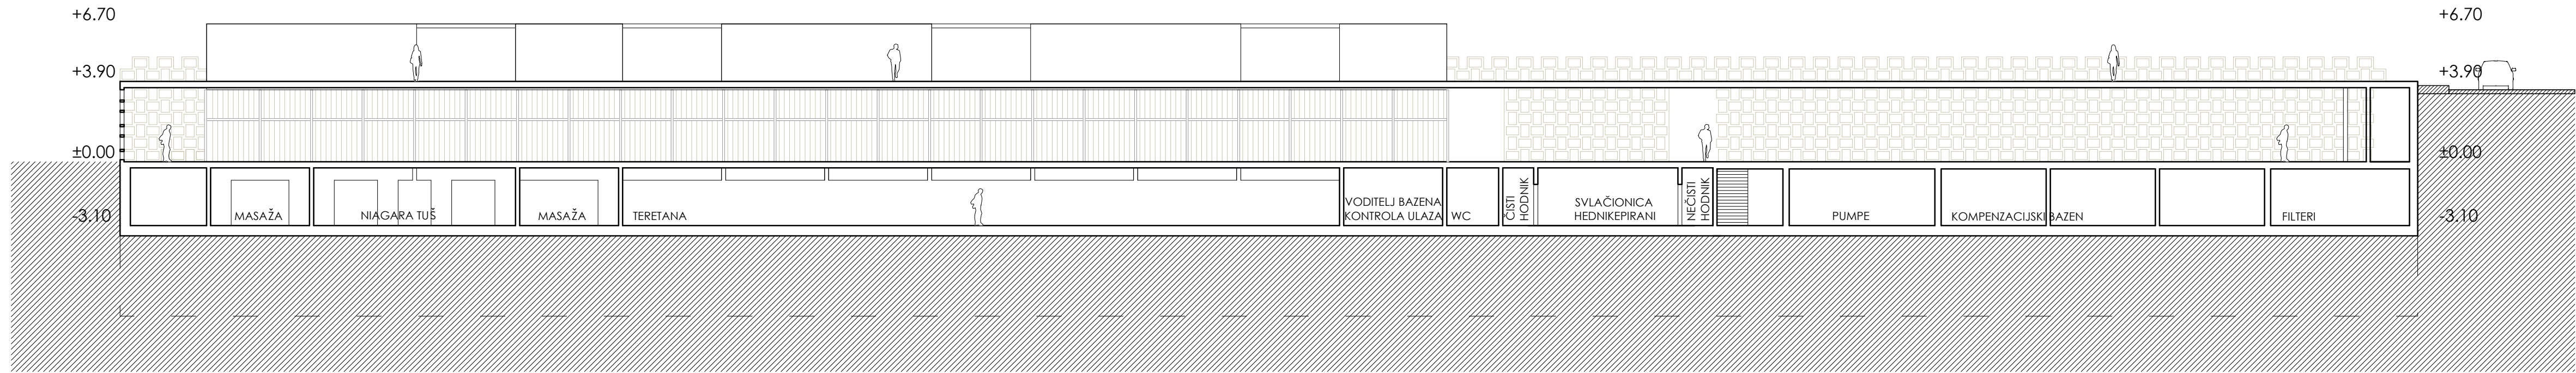 +6.70
+6.70
+3.90
+3.90
±0.00
±0.00
-3.10
MASAŽA
NIAGARA TUŠ
MASAŽA
TERETANA
VODITELJ BAZENA
KONTROLA ULAZA
WC
ČISTI
HODNIK
SVLAČIONICA
HEDNIKEPIRANI
NEČISTI
HODNIK
PUMPE
KOMPENZACIJSKI BAZEN
FILTERI
-3.10